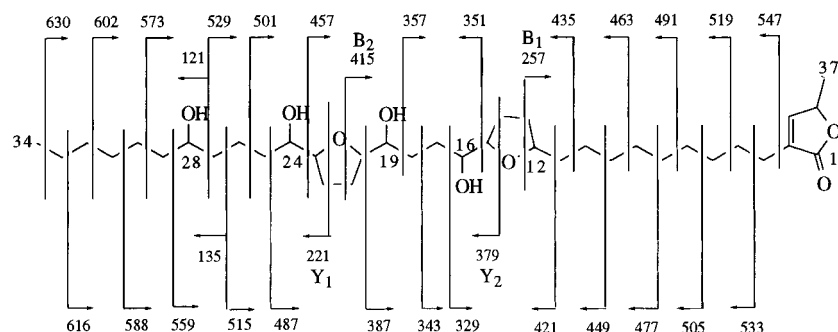 630 602 573 529 501 457 357 351 435 463 491 519 547
B₂ B₁
121 415 257 37
OH OH OH
34 O 16 O
28 24 19 O 12 1
OH O
135 221 379
Y₁ Y₂
616 588 559 515 487 387 343 329 421 449 477 505 533